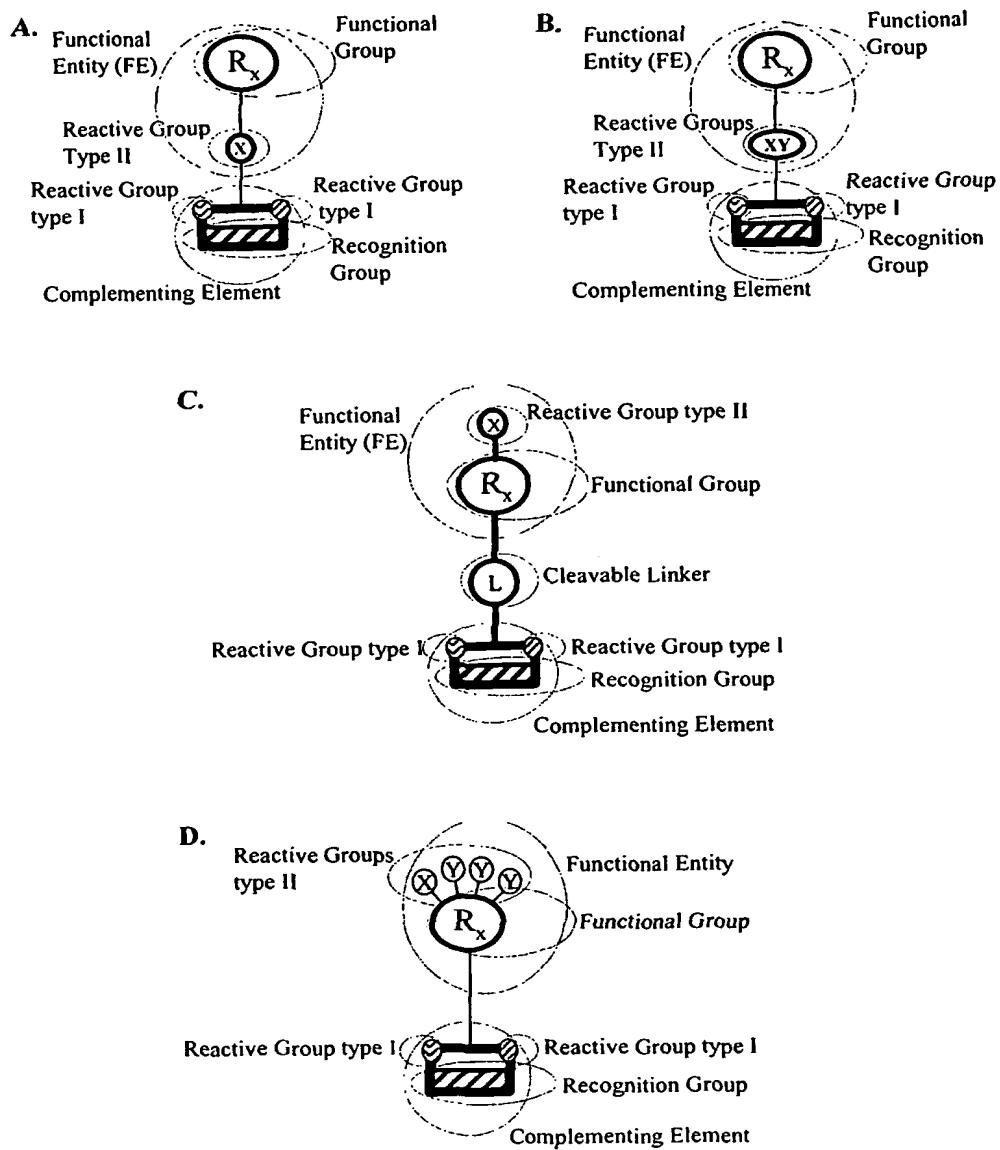 A.
Functional
Entity (FE)
Functional
Group
Rx
Reactive Group
Type II
X
Reactive Group
type I
Reactive Group
type I
Recognition
Group
Complementing Element
B.
Functional
Entity (FE)
Functional
Group
Rx
Reactive Groups
Type II
XY
Reactive Group
type I
Reactive Group
type I
Recognition
Group
Complementing Element
C.
Functional
Entity (FE)
X
Reactive Group type II
Rx
Functional Group
L
Cleavable Linker
Reactive Group type I
Reactive Group type I
Recognition Group
Complementing Element
D.
Reactive Groups
type II
X Y Y Y
Functional Entity
Rx
Functional Group
Reactive Group type I
Reactive Group type I
Recognition Group
Complementing Element